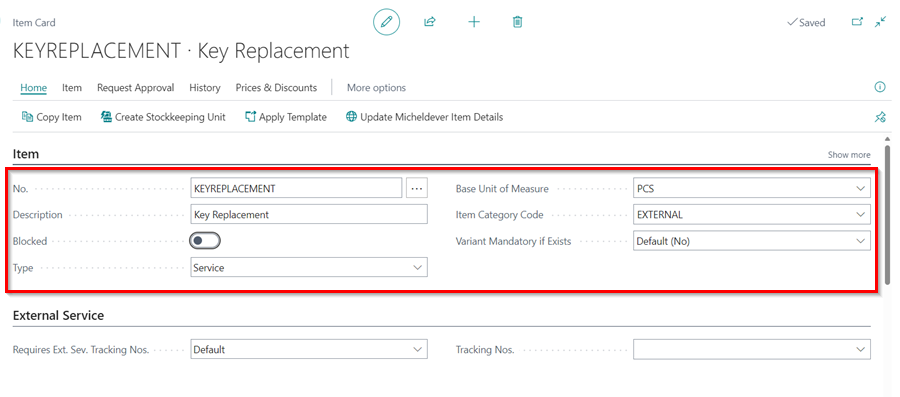 Item Card
Saved
KEYREPLACEMENT · Key Replacement
Home Item Request Approval History Prices & Discounts More options
Copy Item Create Stockkeeping Unit Apply Template Update Micheldever Item Details
Item Show more
No. KEYREPLACEMENT ... Base Unit of Measure PCS
Description Key Replacement Item Category Code EXTERNAL
Blocked Variant Mandatory if Exists Default (No)
Type Service
External Service
Requires Ext. Sev. Tracking Nos. Default Tracking Nos.